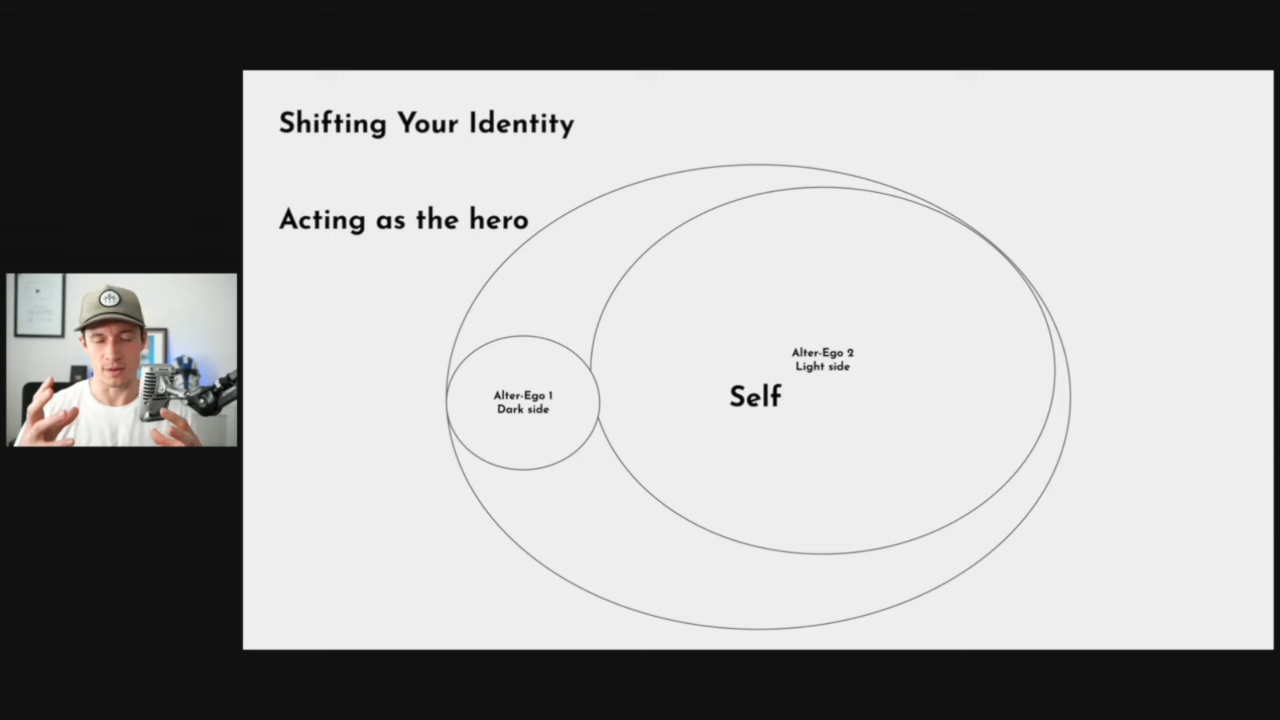 Shifting Your Identity
Acting as the hero
Alter-Ego 2
Light side
Self
Alter-Ego 1
Dark side